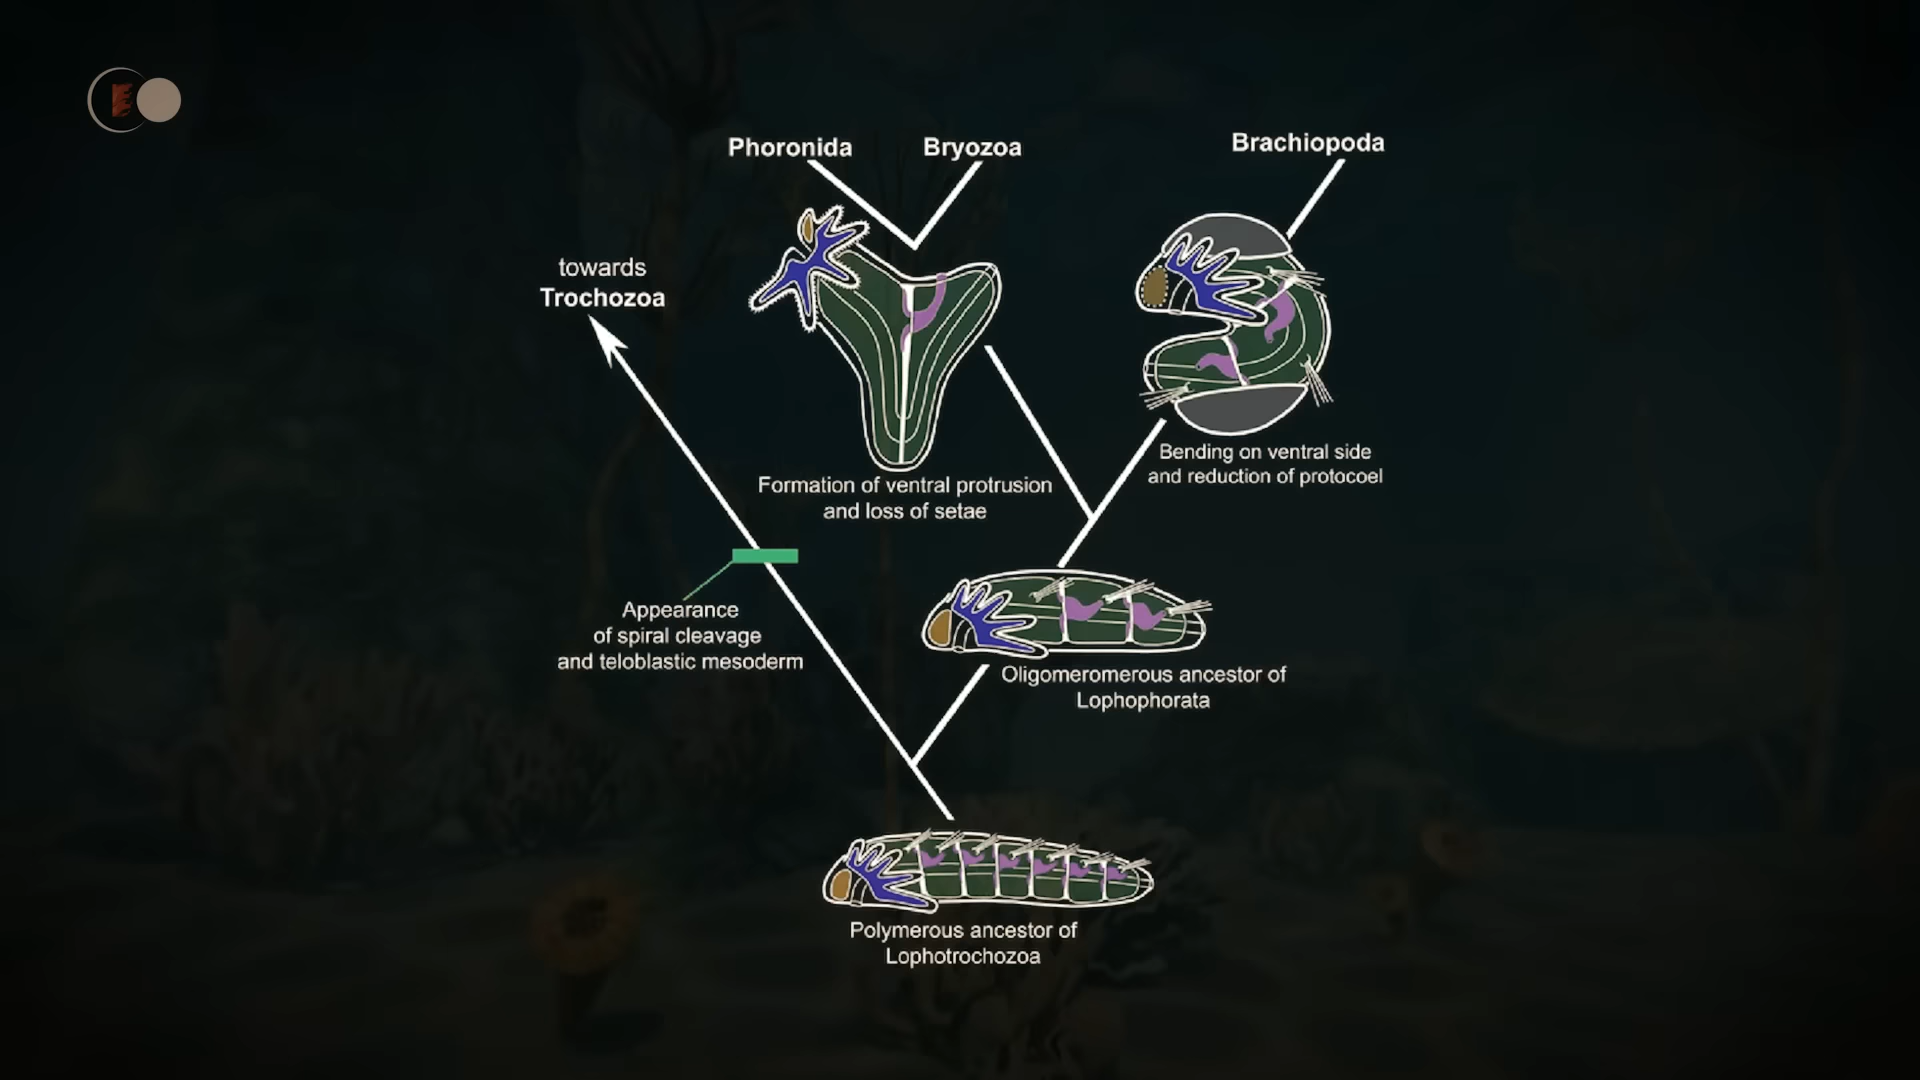 Phoronida
Bryozoa
Brachiopoda
towards
Trochozoa
Bending on ventral side
and reduction of protocoel
Formation of ventral protrusion
and loss of setae
Appearance
of spiral cleavage
and teloblastic mesoderm
Oligomeromerous ancestor of
Lophophorata
Polymerous ancestor of
Lophotrochozoa